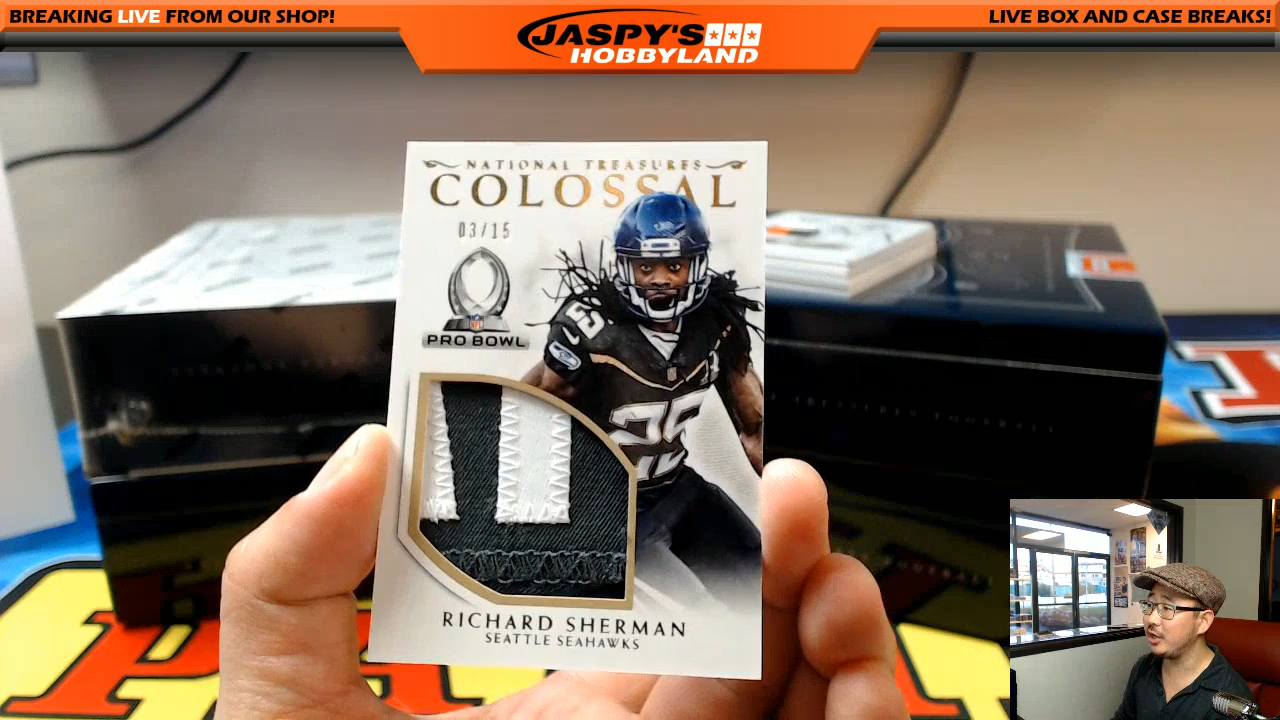 BREAKING LIVE FROM OUR SHOP!
JASPY'S
HOBBYLAND
LIVE BOX AND CASE BREAKS!
NATIONAL TREASURES
COLOSSAL
03/15
PRO BOWL
25
RICHARD SHERMAN
SEATTLE SEAHAWKS